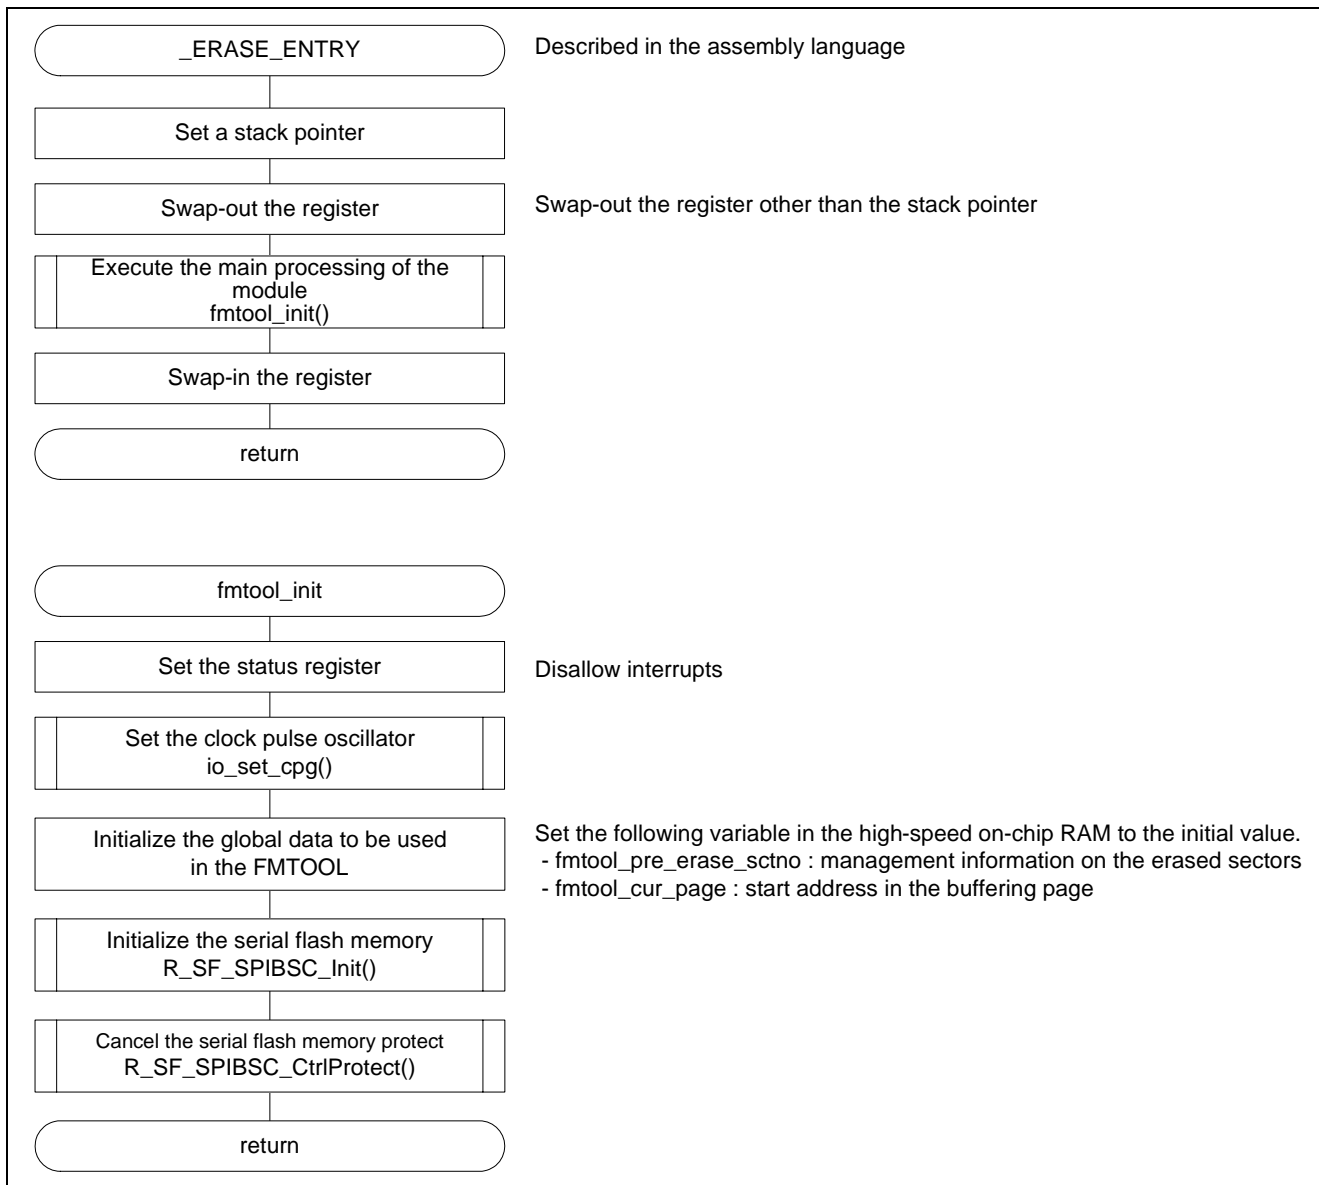 _ERASE_ENTRY
Described in the assembly language
Set a stack pointer
Swap-out the register
Swap-out the register other than the stack pointer
Execute the main processing of the
module
fmtool_init()
Swap-in the register
return
fmtool_init
Set the status register
Disallow interrupts
Set the clock pulse oscillator
io_set_cpg()
Initialize the global data to be used
in the FMTOOL
Set the following variable in the high-speed on-chip RAM to the initial value.
- fmtool_pre_erase_sctno : management information on the erased sectors
- fmtool_cur_page : start address in the buffering page
Initialize the serial flash memory
R_SF_SPIBSC_Init()
Cancel the serial flash memory protect
R_SF_SPIBSC_CtrlProtect()
return